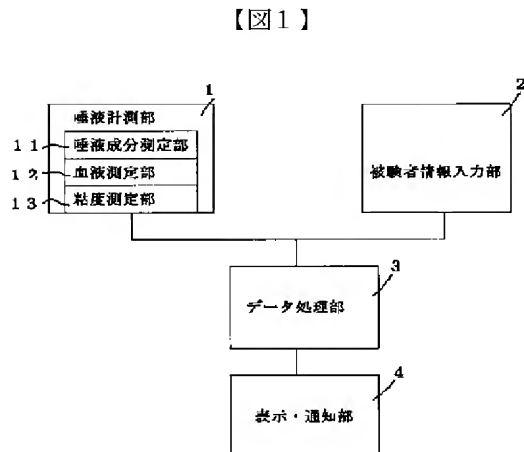 【図1】
1
唾液計測部
11
唾液成分測定部
12
血液測定部
13
粘度測定部
2
被験者情報入力部
3
データ処理部
4
表示・通知部